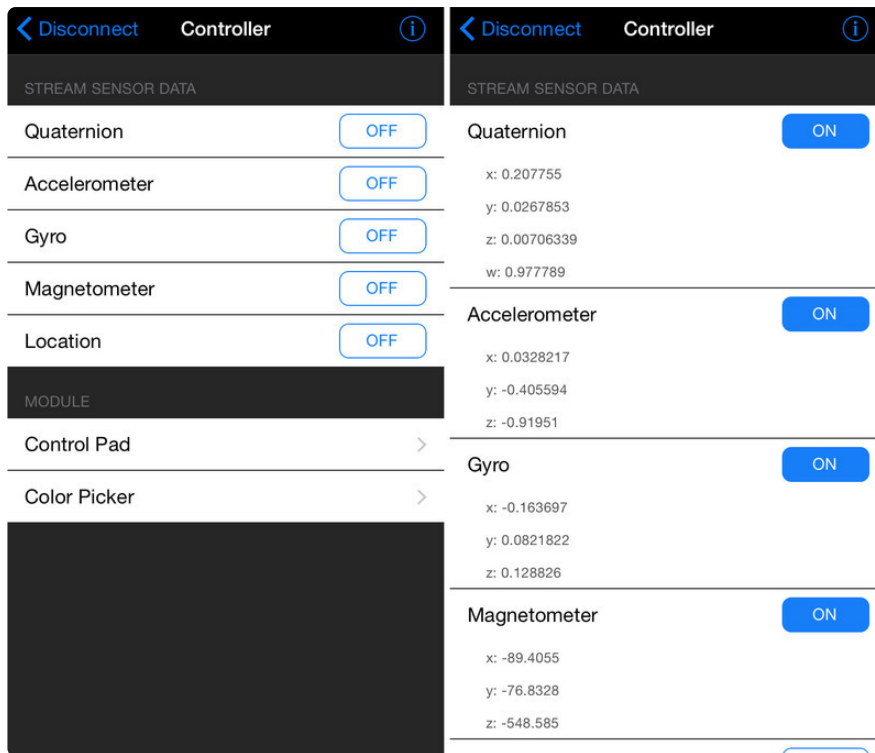 Disconnect Controller
STREAM SENSOR DATA
Quaternion OFF
Accelerometer OFF
Gyro OFF
Magnetometer OFF
Location OFF
MODULE
Control Pad
Color Picker
Disconnect Controller
STREAM SENSOR DATA
Quaternion ON
x: 0.207755
y: 0.0267853
z: 0.00706339
w: 0.977789
Accelerometer ON
x: 0.0328217
y: -0.405594
z: -0.91951
Gyro ON
x: -0.163697
y: 0.0821822
z: 0.128826
Magnetometer ON
x: -89.4055
y: -76.8328
z: -548.585